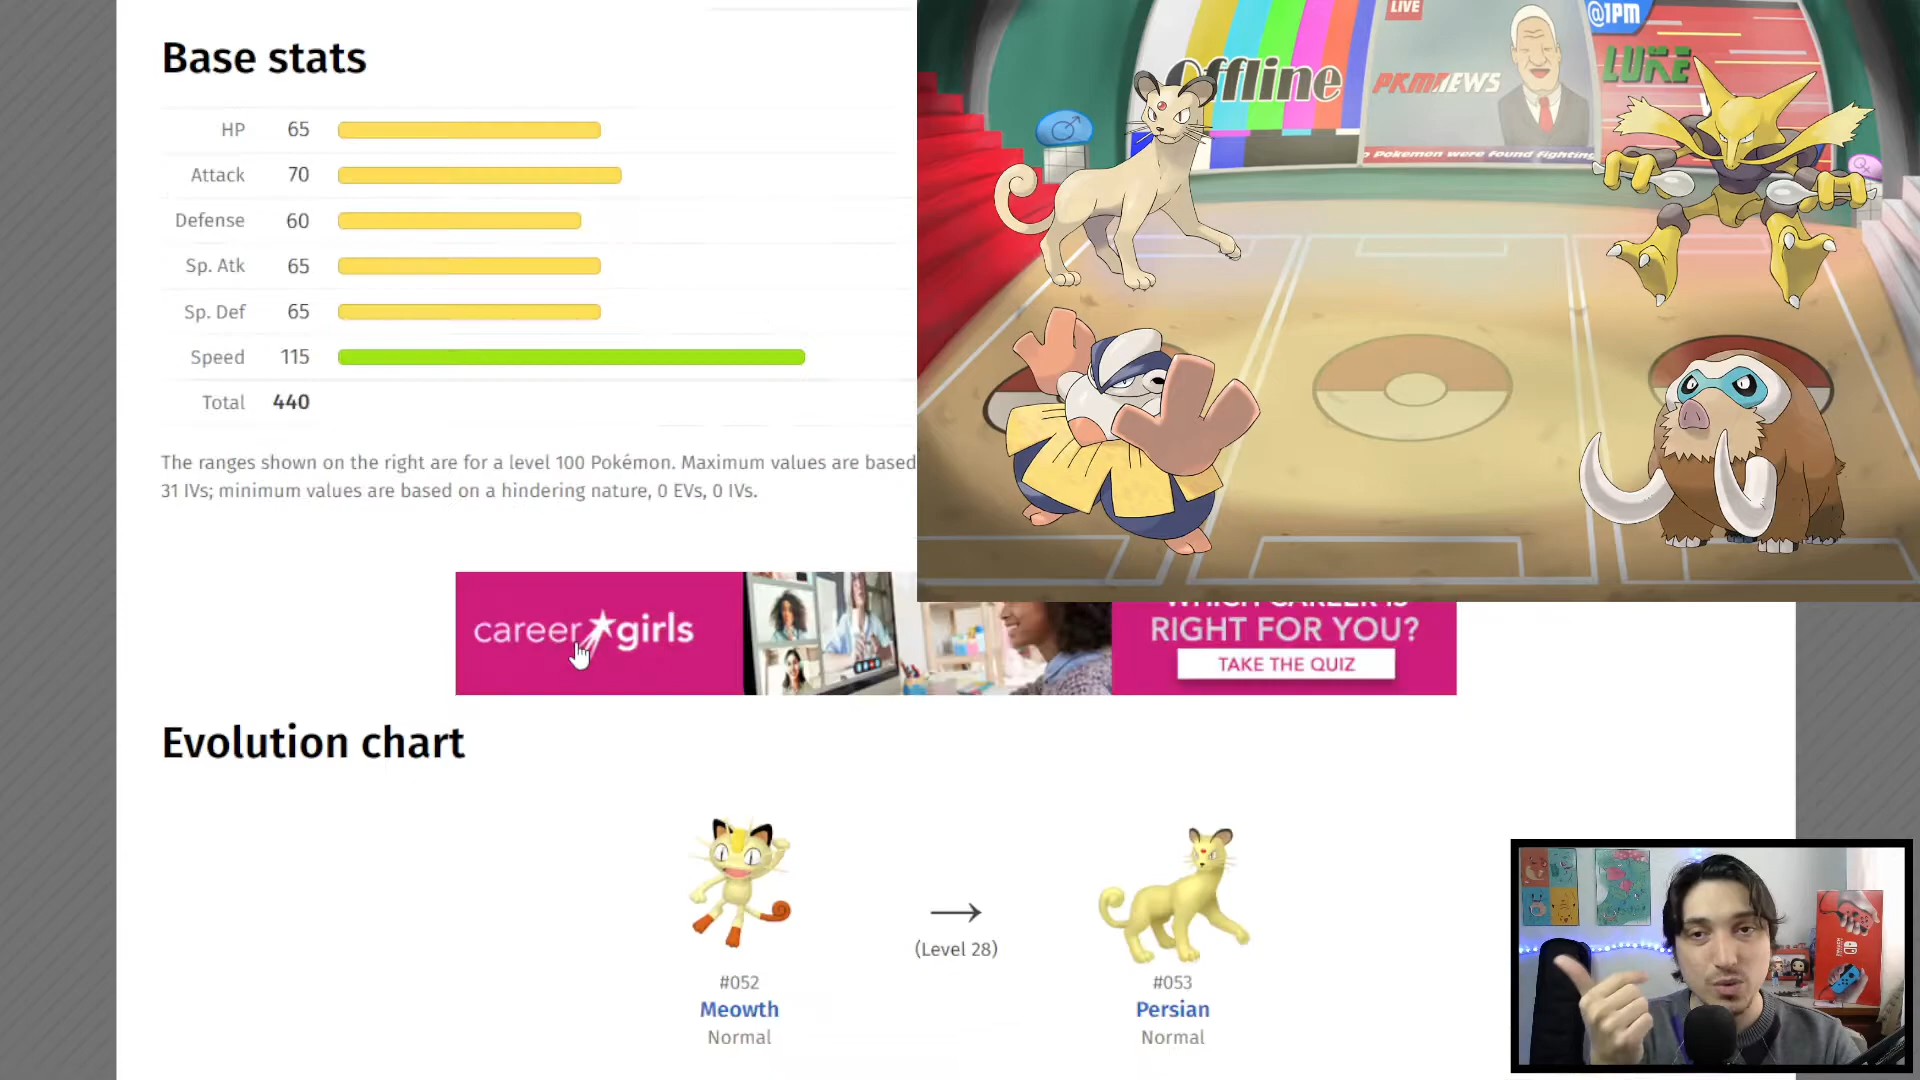 Base stats
HP 65
Attack 70
Defense 60
Sp. Atk 65
Sp. Def 65
Speed 115
Total 440
The ranges shown on the right are for a level 100 Pokémon. Maximum values are based
31 IVs; minimum values are based on a hindering nature, 0 EVs, 0 IVs.
Offline
LIVE
PKMNEWS
Pokemon were Found Fighting
@1PM
LUKE
career girls
WHICH CAREER IS
RIGHT FOR YOU?
TAKE THE QUIZ
Evolution chart
(Level 28)
#052
Meowth
Normal
#053
Persian
Normal